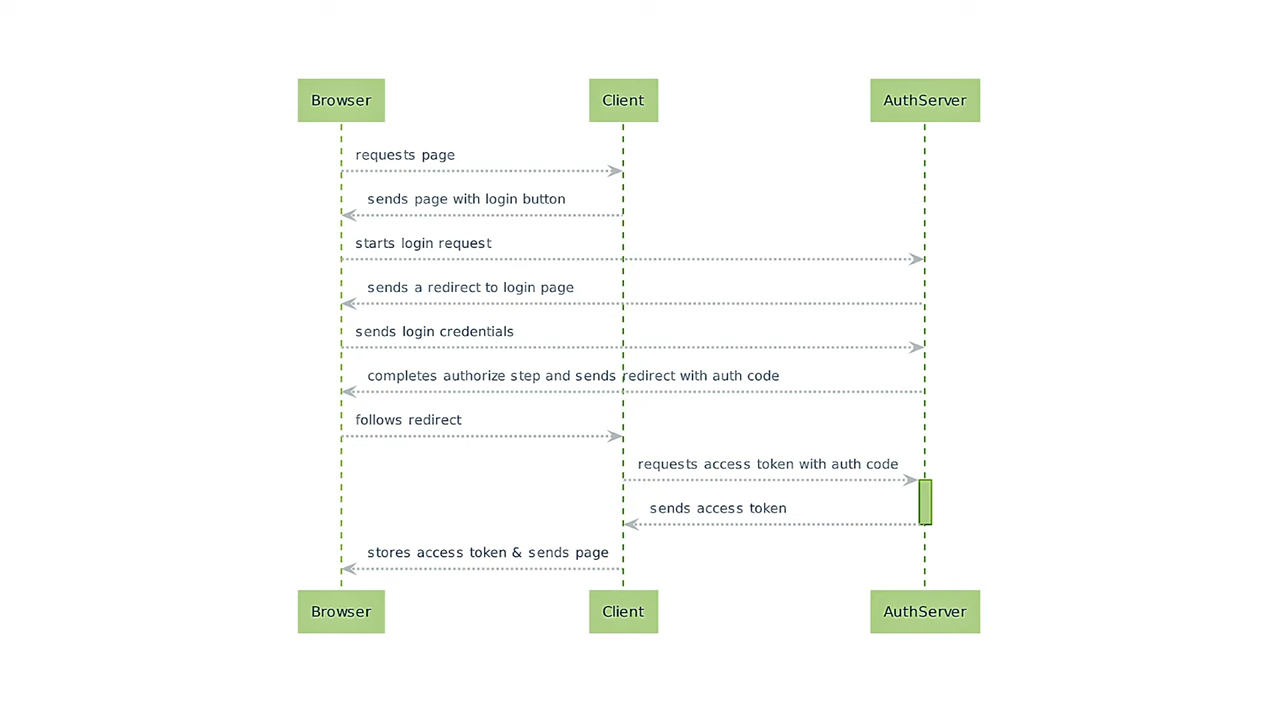 Browser
Client
AuthServer
requests page
sends page with login button
starts login request
sends a redirect to login page
sends login credentials
completes authorize step and sends redirect with auth code
follows redirect
requests access token with auth code
sends access token
stores access token & sends page
Browser
Client
AuthServer